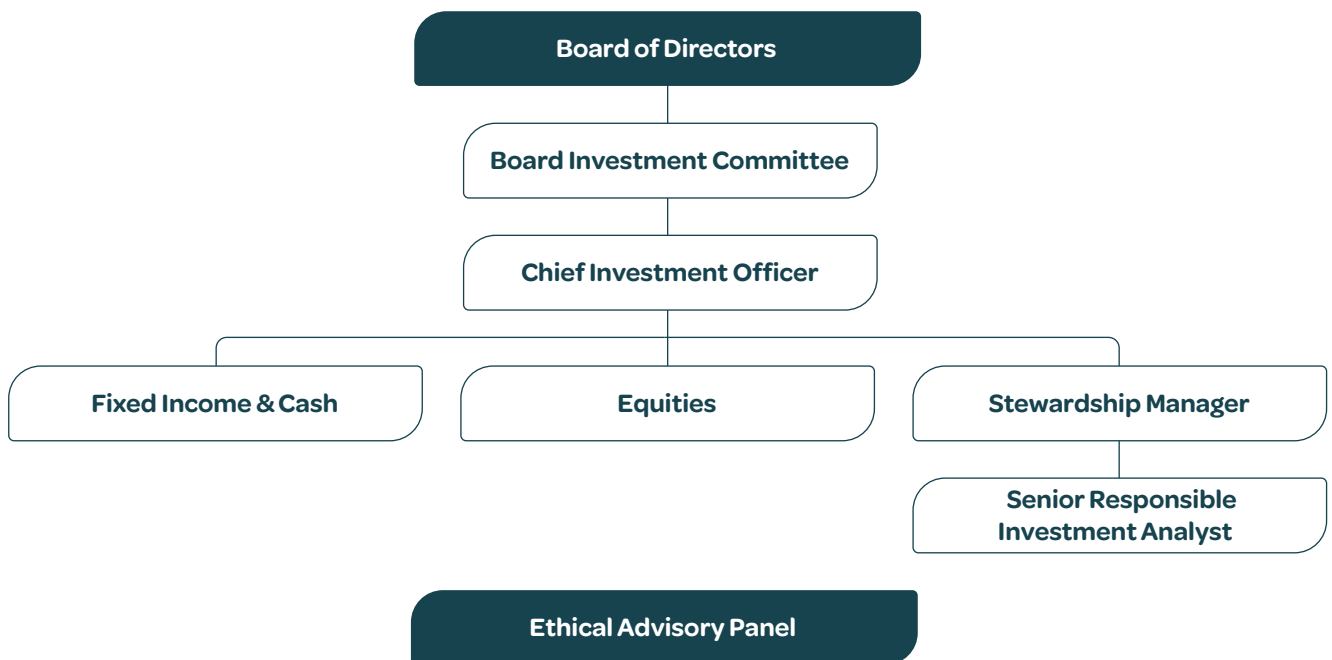 Board of Directors
Board Investment Committee
Chief Investment Officer
Fixed Income & Cash
Equities
Stewardship Manager
Senior Responsible
Investment Analyst
Ethical Advisory Panel